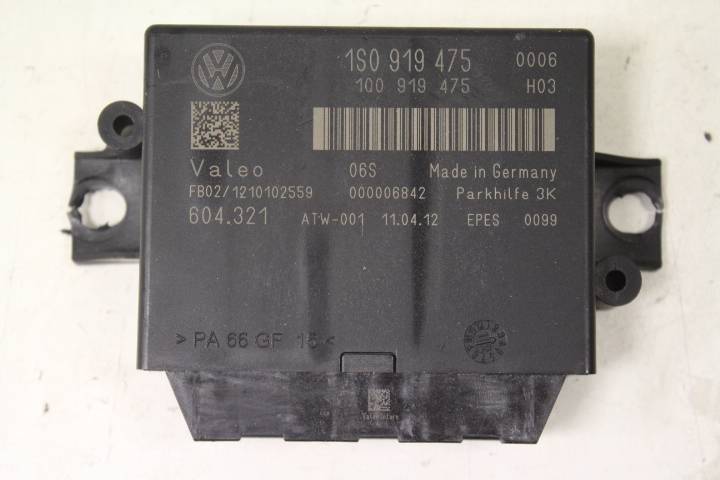 1S0 919 475 0006
1Q0 919 475 H03
Valeo 06S Made in Germany
FB02/1210102559 000006842 Parkhilfe 3K
604.321 ATW-001 11.04.12 EPES 0099
>PA 66 GF 15<